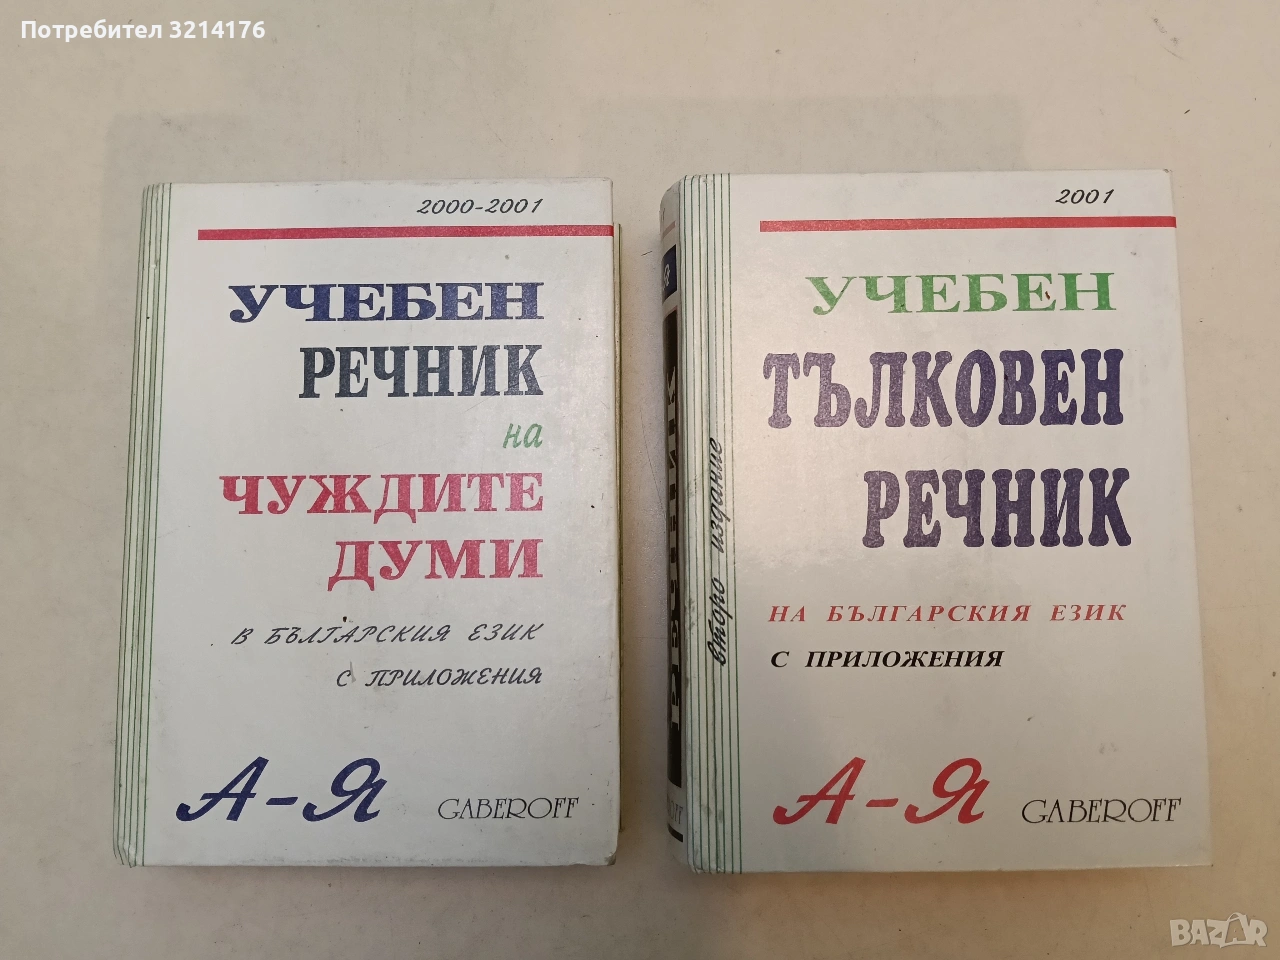 Потребител 3214176
2000-2001
УЧЕБЕН
РЕЧНИК
на
ЧУЖДИТЕ
ДУМИ
В БЪЛГАРСКИЯ ЕЗИК
С ПРИЛОЖЕНИЯ
А-Я
GABEROFF
2001
УЧЕБЕН
ТЪЛКОВЕН
РЕЧНИК
НА БЪЛГАРСКИЯ ЕЗИК
С ПРИЛОЖЕНИЯ
второ издание
А-Я
GABEROFF
BAZAR